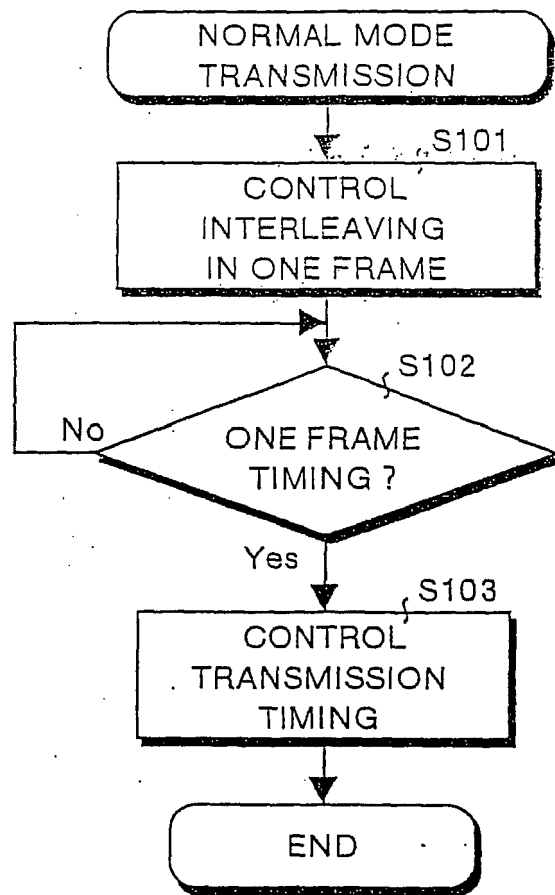 NORMAL MODE
TRANSMISSION
S101
CONTROL
INTERLEAVING
IN ONE FRAME
S102
No
ONE FRAME
TIMING ?
Yes
S103
CONTROL
TRANSMISSION
TIMING
END